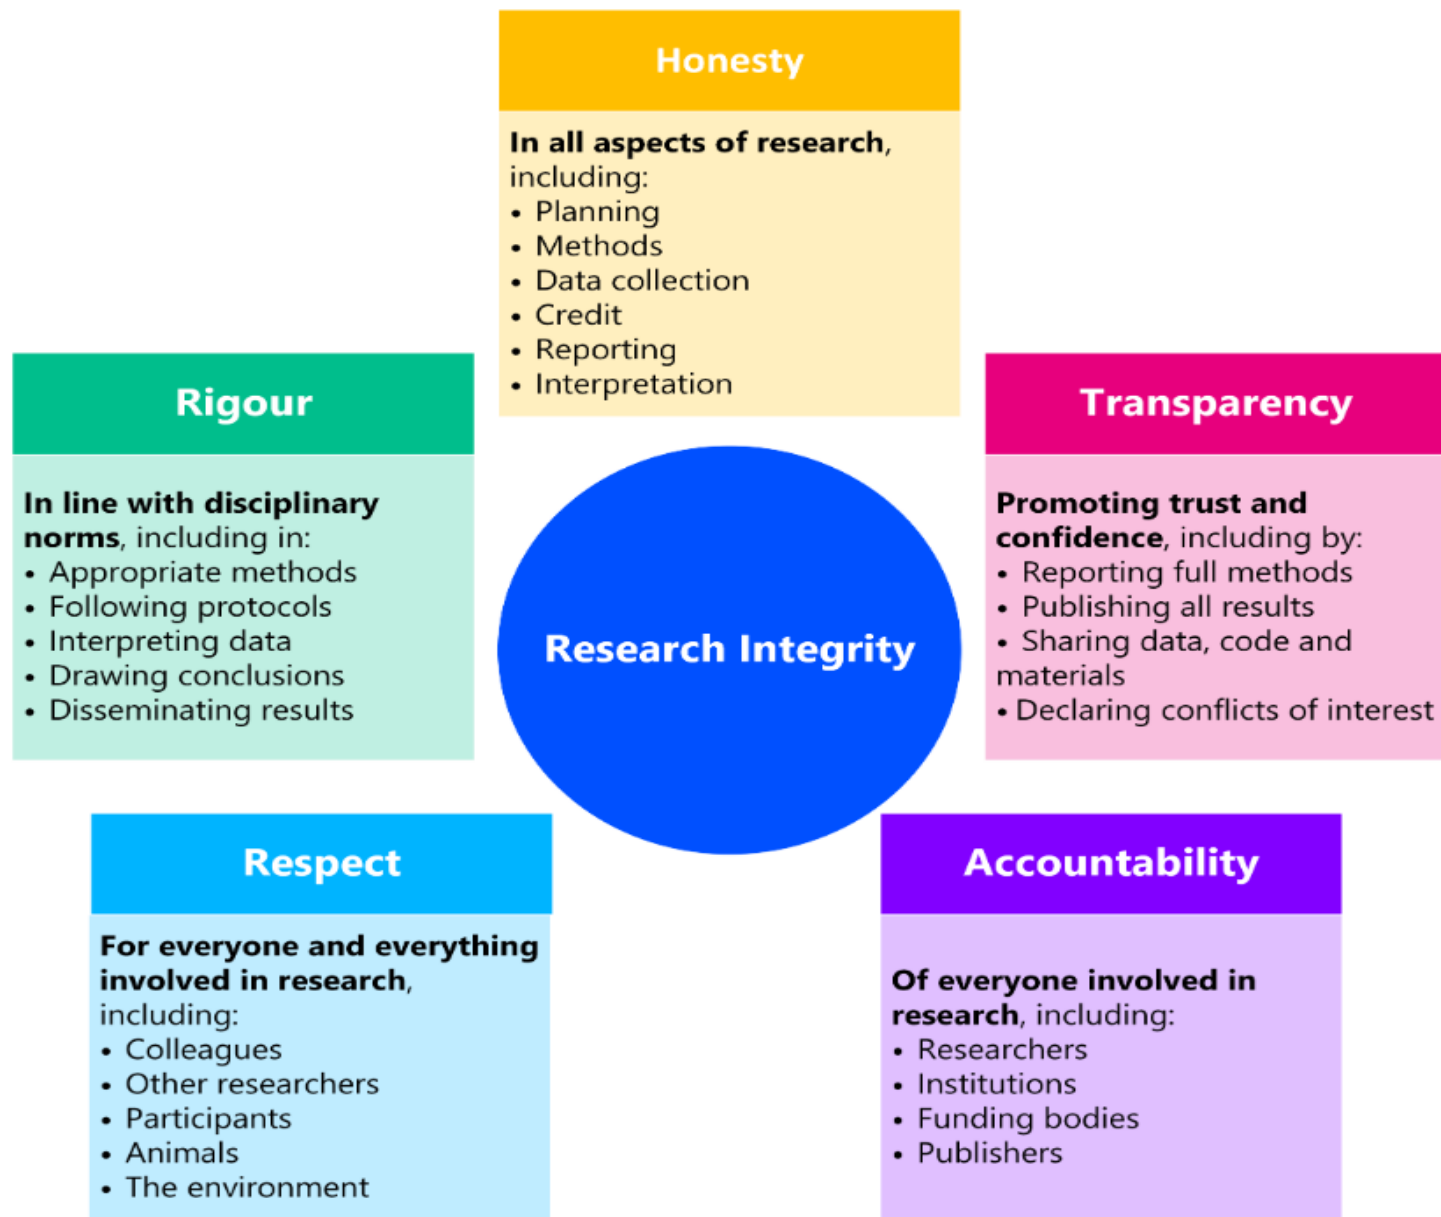 Honesty
In all aspects of research,
including:
• Planning
• Methods
• Data collection
• Credit
• Reporting
• Interpretation
Rigour
In line with disciplinary
norms, including in:
• Appropriate methods
• Following protocols
• Interpreting data
• Drawing conclusions
• Disseminating results
Research Integrity
Transparency
Promoting trust and
confidence, including by:
• Reporting full methods
• Publishing all results
• Sharing data, code and
materials
• Declaring conflicts of interest
Respect
For everyone and everything
involved in research,
including:
• Colleagues
• Other researchers
• Participants
• Animals
• The environment
Accountability
Of everyone involved in
research, including:
• Researchers
• Institutions
• Funding bodies
• Publishers